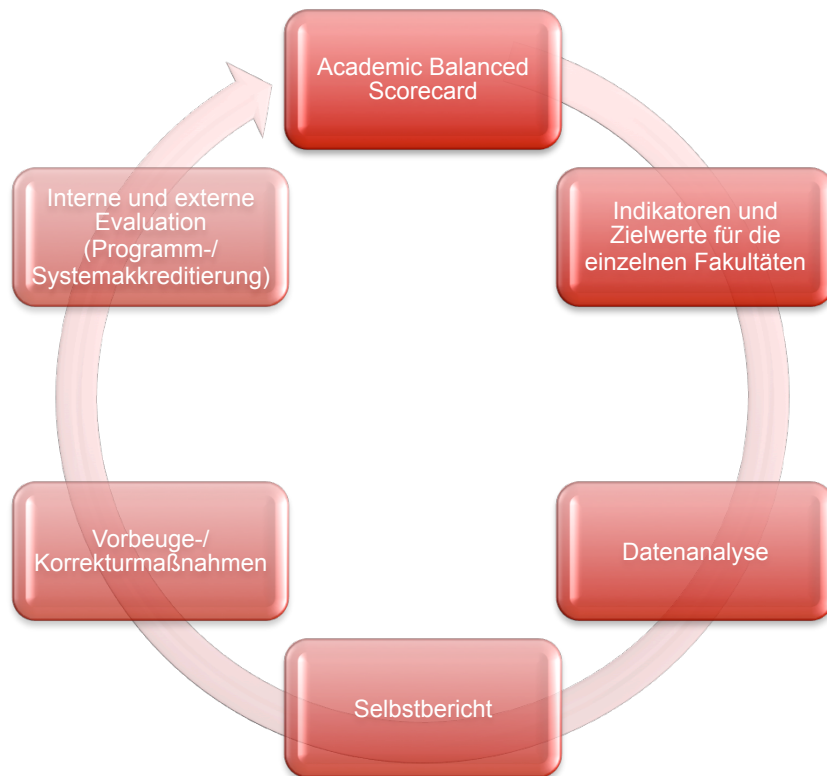 Academic Balanced
Scorecard
Indikatoren und
Zielwerte für die
einzelnen Fakultäten
Datenanalyse
Selbstbericht
Vorbeuge-/
Korrekturmaßnahmen
Interne und externe
Evaluation
(Programm-/
Systemakkreditierung)